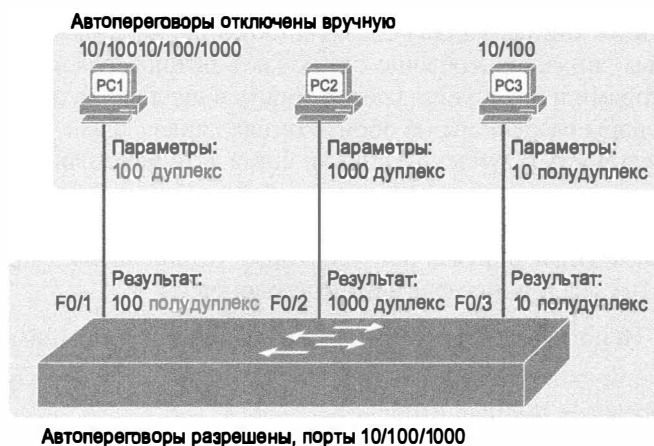 Автопереговоры отключены вручную
10/10010/100/1000
10/100
PC1
PC2
PC3
Параметры:
100 дуплекс
Параметры:
1000 дуплекс
Параметры:
10 полудуплекс
F0/1
Результат:
100 полудуплекс
F0/2
Результат:
1000 дуплекс
F0/3
Результат:
10 полудуплекс
Автопереговоры разрешены, порты 10/100/1000